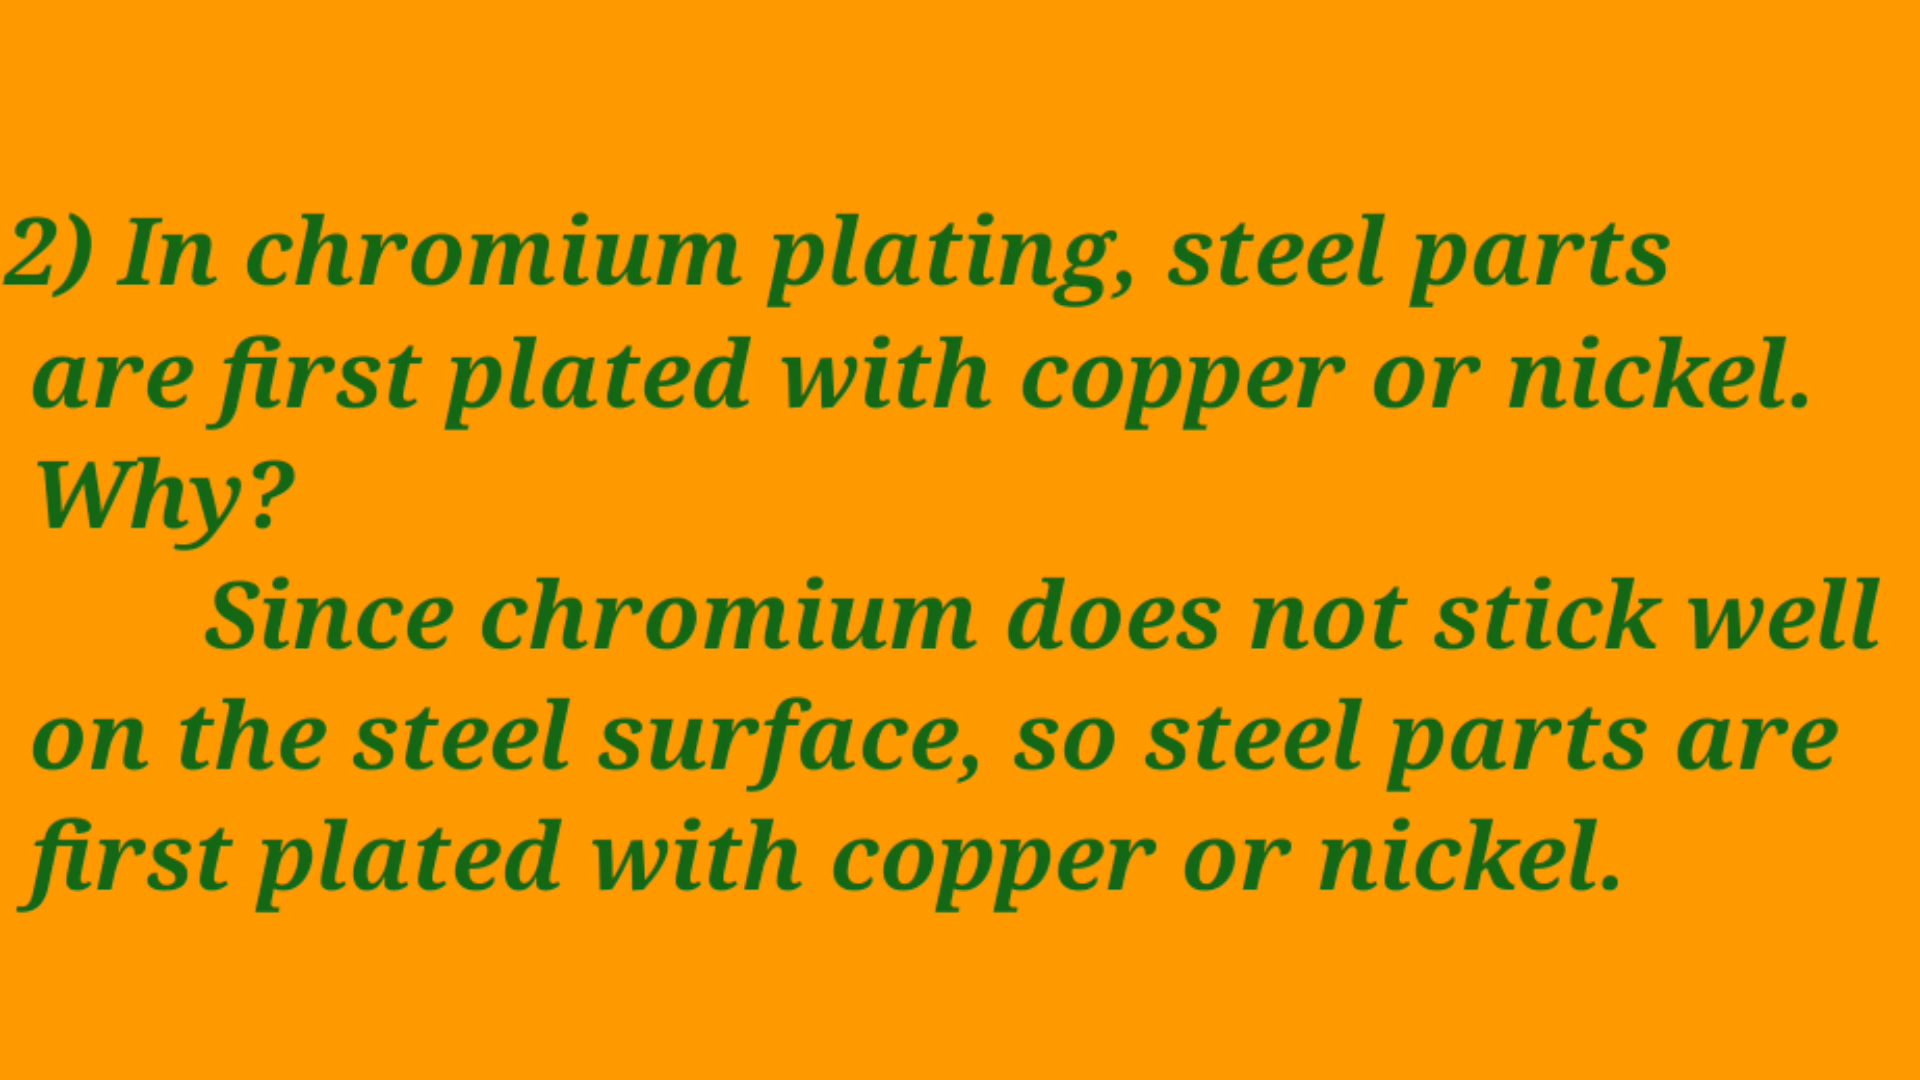 2) In chromium plating, steel parts
are first plated with copper or nickel.
Why?
Since chromium does not stick well
on the steel surface, so steel parts are
first plated with copper or nickel.